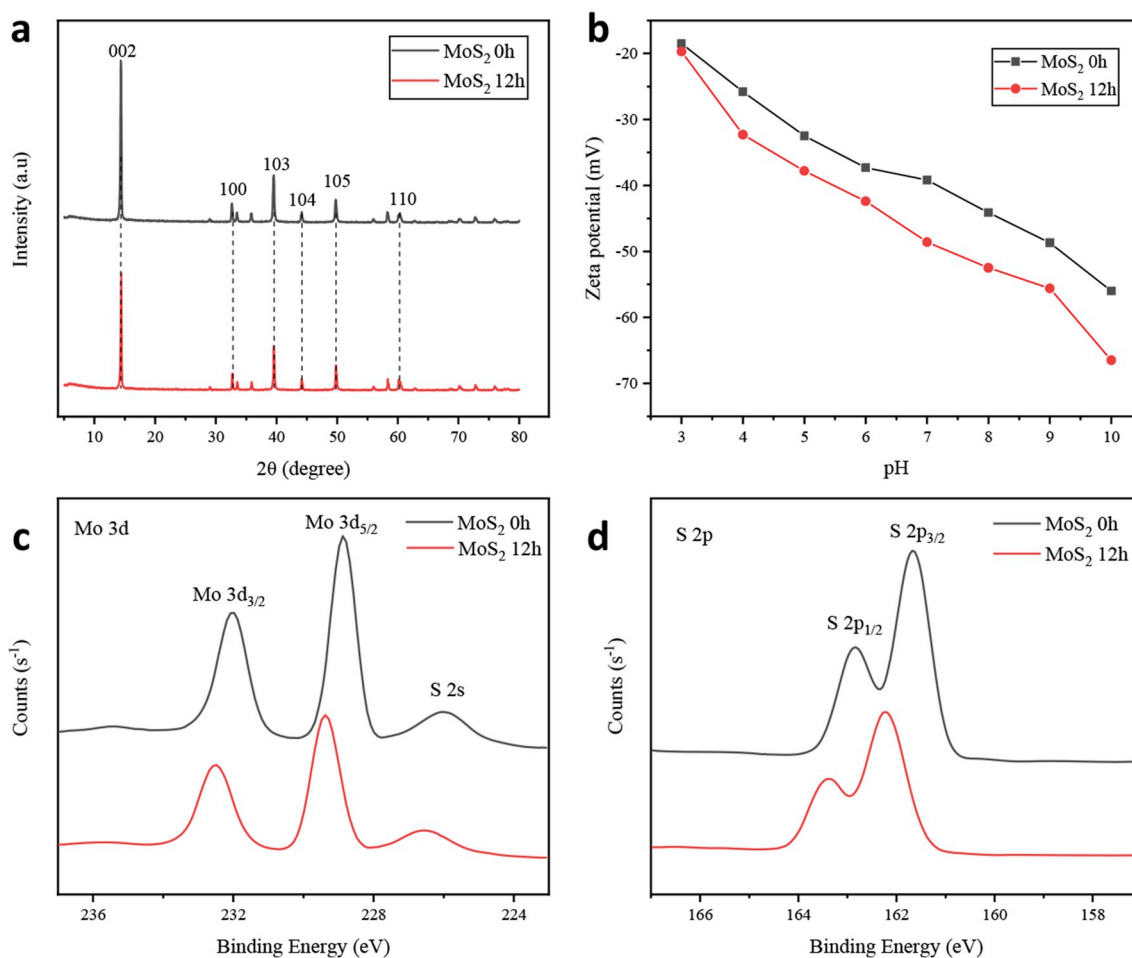 a
MoS₂ 0h
MoS₂ 12h
002
100
103
104
105
110
Intensity (a.u)
10 20 30 40 50 60 70 80
2θ (degree)
b
MoS₂ 0h
MoS₂ 12h
-20
-30
-40
-50
-60
-70
Zeta potential (mV)
3 4 5 6 7 8 9 10
pH
c
Mo 3d
Mo 3d₅/₂
MoS₂ 0h
MoS₂ 12h
Mo 3d₃/₂
S 2s
Counts (s⁻¹)
236 232 228 224
Binding Energy (eV)
d
S 2p
S 2p₃/₂
MoS₂ 0h
MoS₂ 12h
S 2p₁/₂
Counts (s⁻¹)
166 164 162 160 158
Binding Energy (eV)